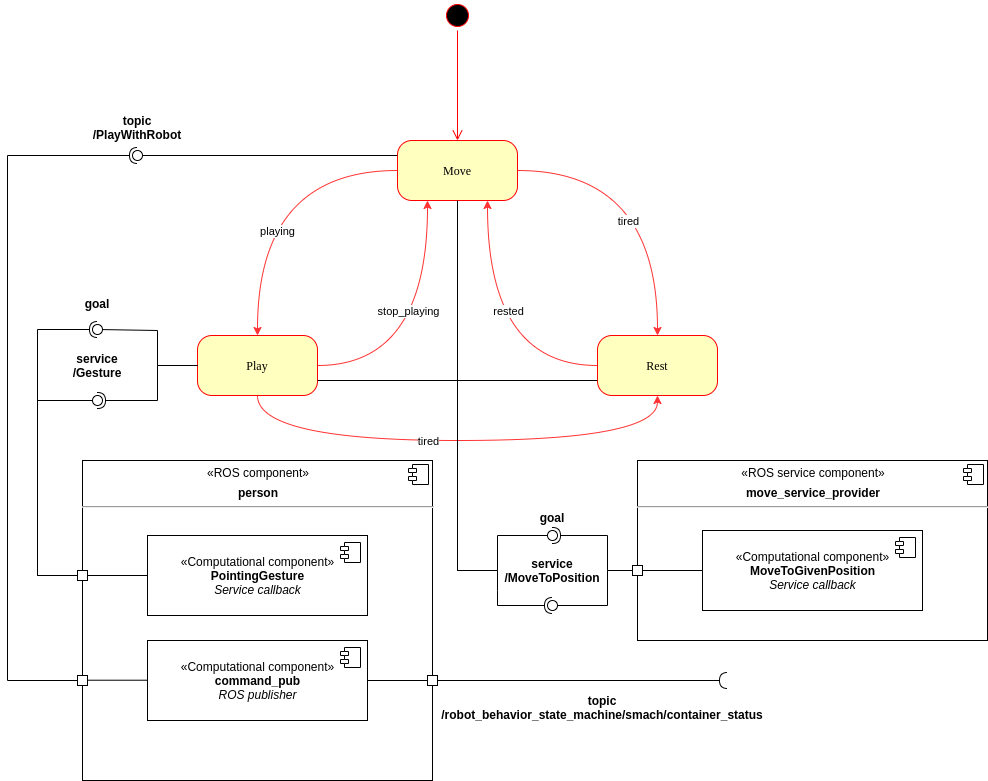 topic
/PlayWithRobot
Move
playing
tired
stop_playing
rested
goal
service
/Gesture
Play
Rest
tired
«ROS component»
person
«Computational component»
PointingGesture
Service callback
«Computational component»
command_pub
ROS publisher
goal
service
/MoveToPosition
«ROS service component»
move_service_provider
«Computational component»
MoveToGivenPosition
Service callback
topic
/robot_behavior_state_machine/smach/container_status